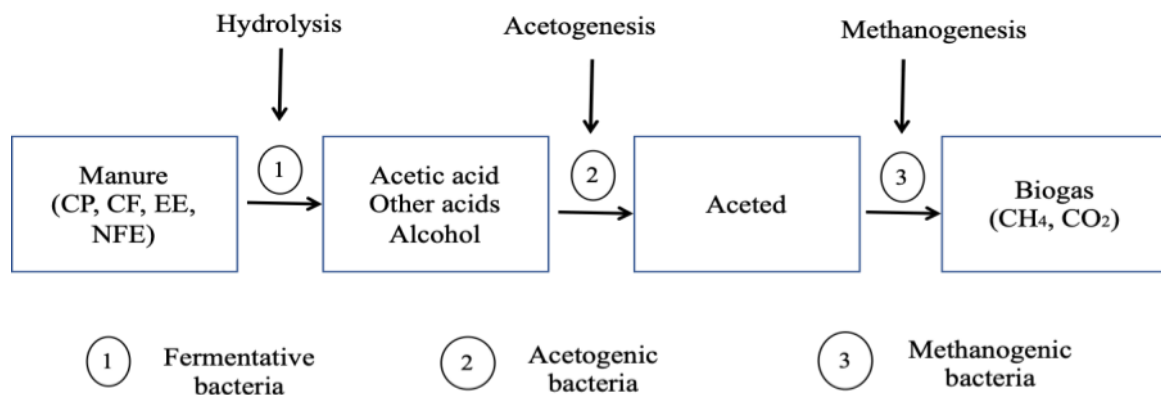 Hydrolysis
Acetogenesis
Methanogenesis
1
2
3
Manure
(CP, CF, EE,
NFE)
Acetic acid
Other acids
Alcohol
Aceted
Biogas
(CH₄, CO₂)
1 Fermentative
bacteria
2 Acetogenic
bacteria
3 Methanogenic
bacteria